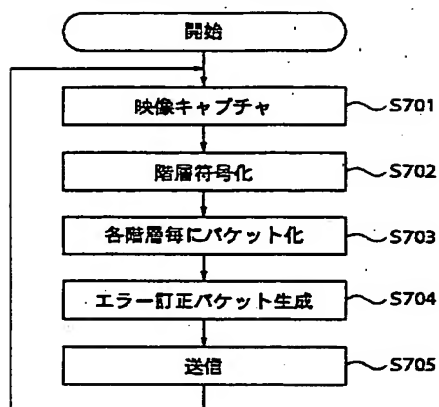 開始
映像キャプチャ S701
階層符号化 S702
各階層毎にパケット化 S703
エラー訂正パケット生成 S704
送信 S705